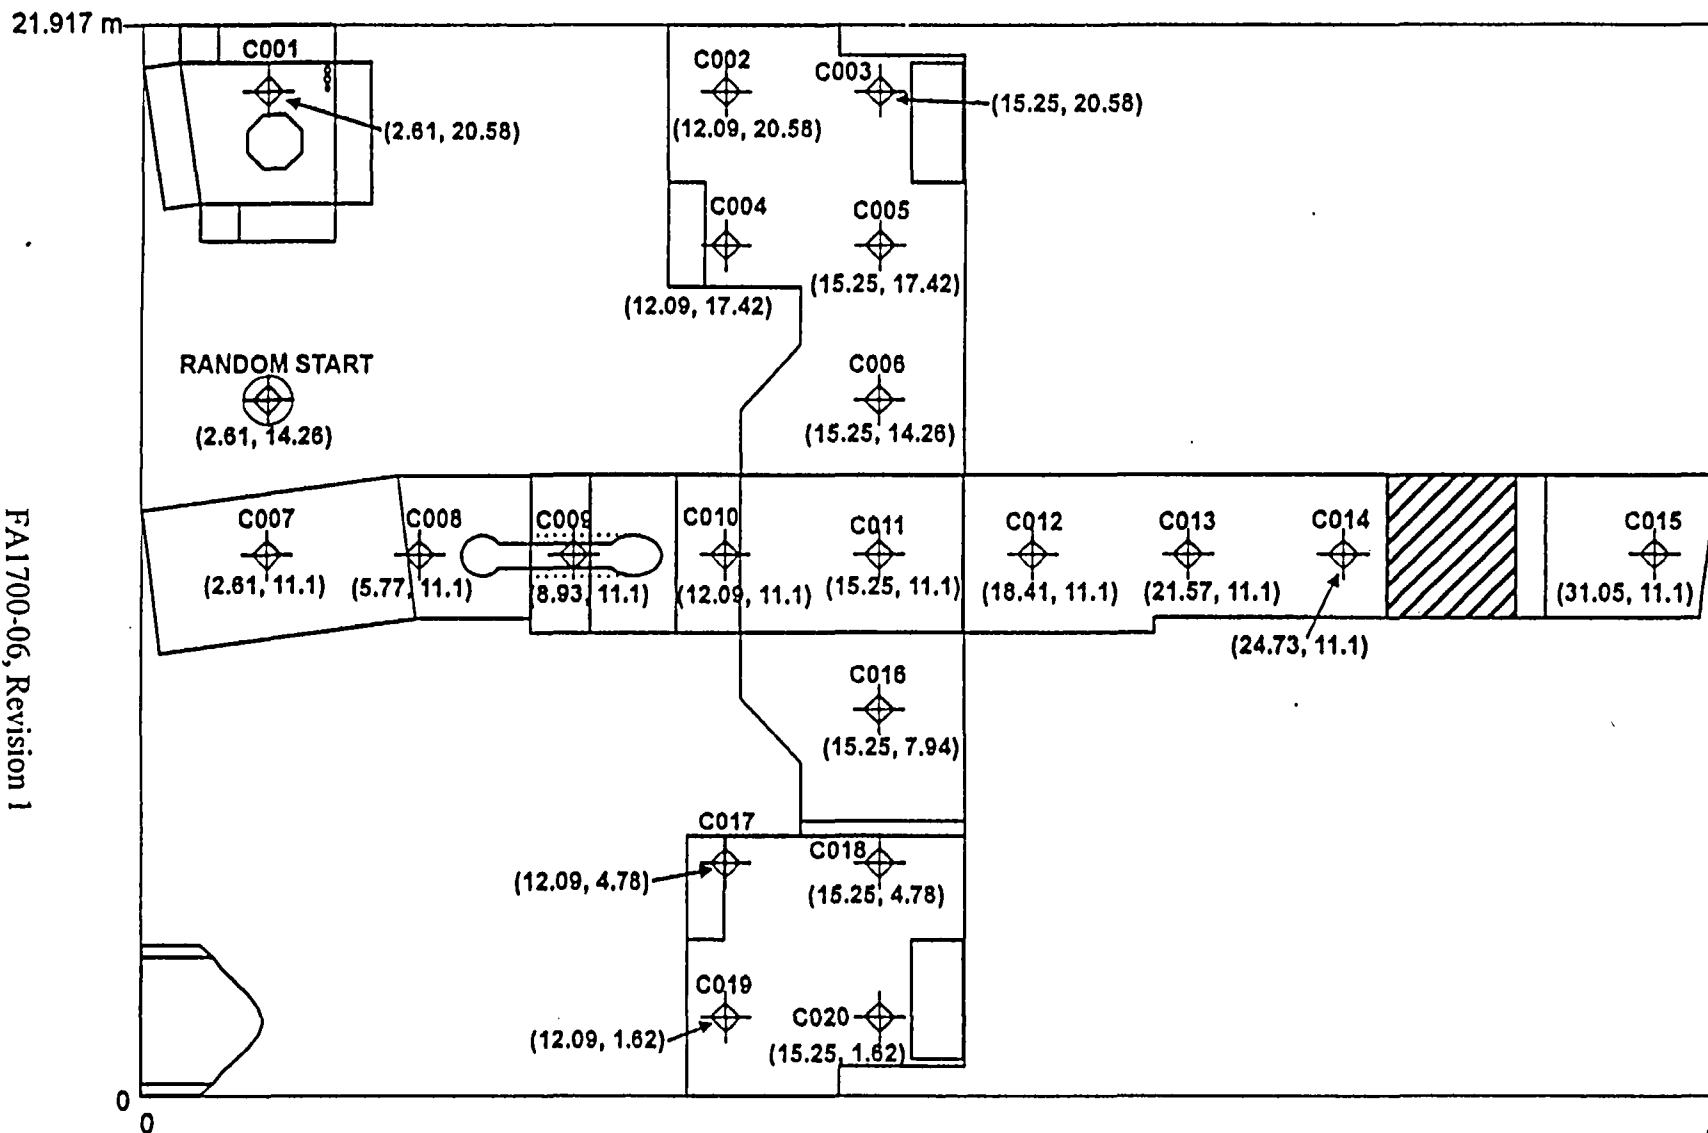 21.917 m
C001
C002
C003
(2.61, 20.58)
(12.09, 20.58)
(15.25, 20.58)
C004
C005
(15.25, 17.42)
(12.09, 17.42)
RANDOM START
C006
(2.61, 14.26)
(15.25, 14.26)
C007
C008
C009
C010
C011
C012
C013
C014
C015
(2.61, 11.1)
(5.77, 11.1)
(8.93, 11.1)
(12.09, 11.1)
(15.25, 11.1)
(18.41, 11.1)
(21.57, 11.1)
(24.73, 11.1)
(31.05, 11.1)
C016
(15.25, 7.94)
C017
C018
(12.09, 4.78)
(15.25, 4.78)
C019
C020
(12.09, 1.62)
(15.25, 1.62)
0
0
FA1700-06, Revision 1